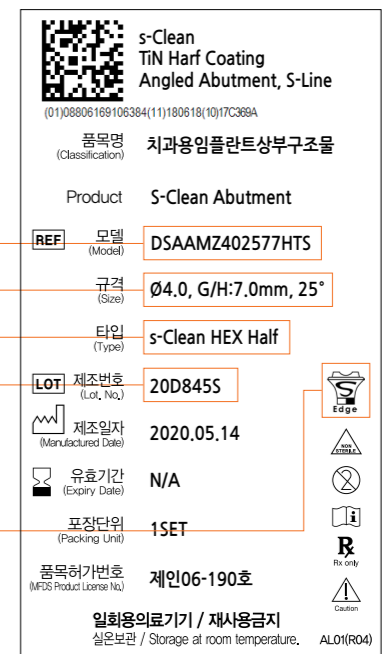 s-Clean
TiN Harf Coating
Angled Abutment, S-Line
(01)08806169106384(11)180618(10)17C369A
품목명
(Classification)
치과용임플란트상부구조물
Product S-Clean Abutment
REF 모델
(Model)
DSAAMZ402577HTS
규격
(Size)
Ø4.0, G/H:7.0mm, 25°
타입
(Type)
s-Clean HEX Half
LOT 제조번호
(Lot. No.)
20D845S
S
Edge
제조일자
(Manufactured Date)
2020.05.14
NON
STERILE
유효기간
(Expiry Date)
N/A
2
i
포장단위
(Packing Unit)
1SET
Rx
Rx only
품목허가번호
(MFDS Product License No.)
제인06-190호
Caution
일회용의료기기 / 재사용금지
실온보관 / Storage at room temperature.
AL01(R04)